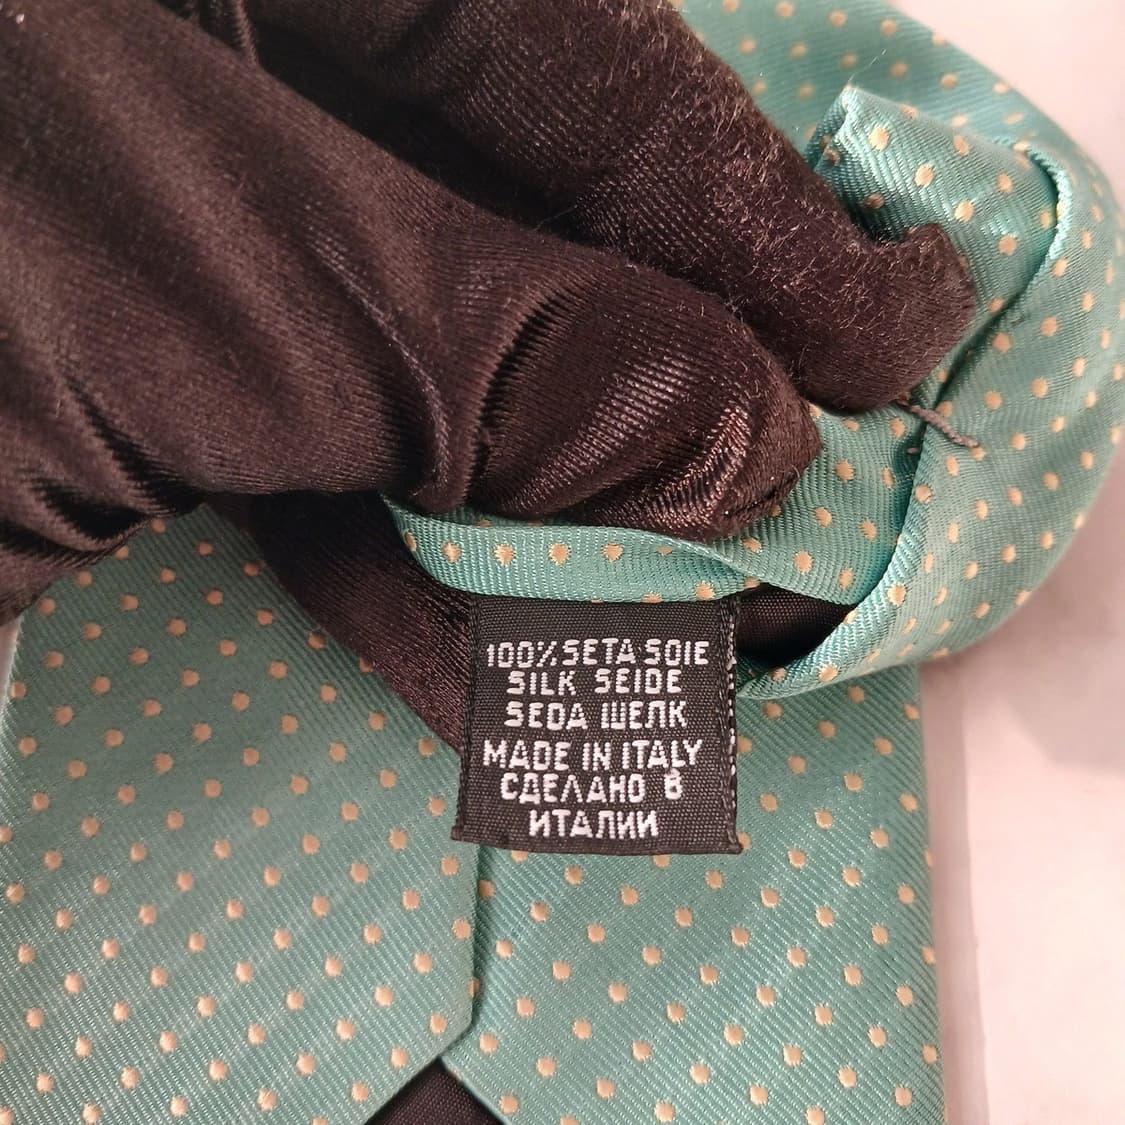 100% SETA SOIE
SILK SEIDE
SEDA ШЕЛК
MADE IN ITALY
СДЕЛАНО В
ИТАЛИИ